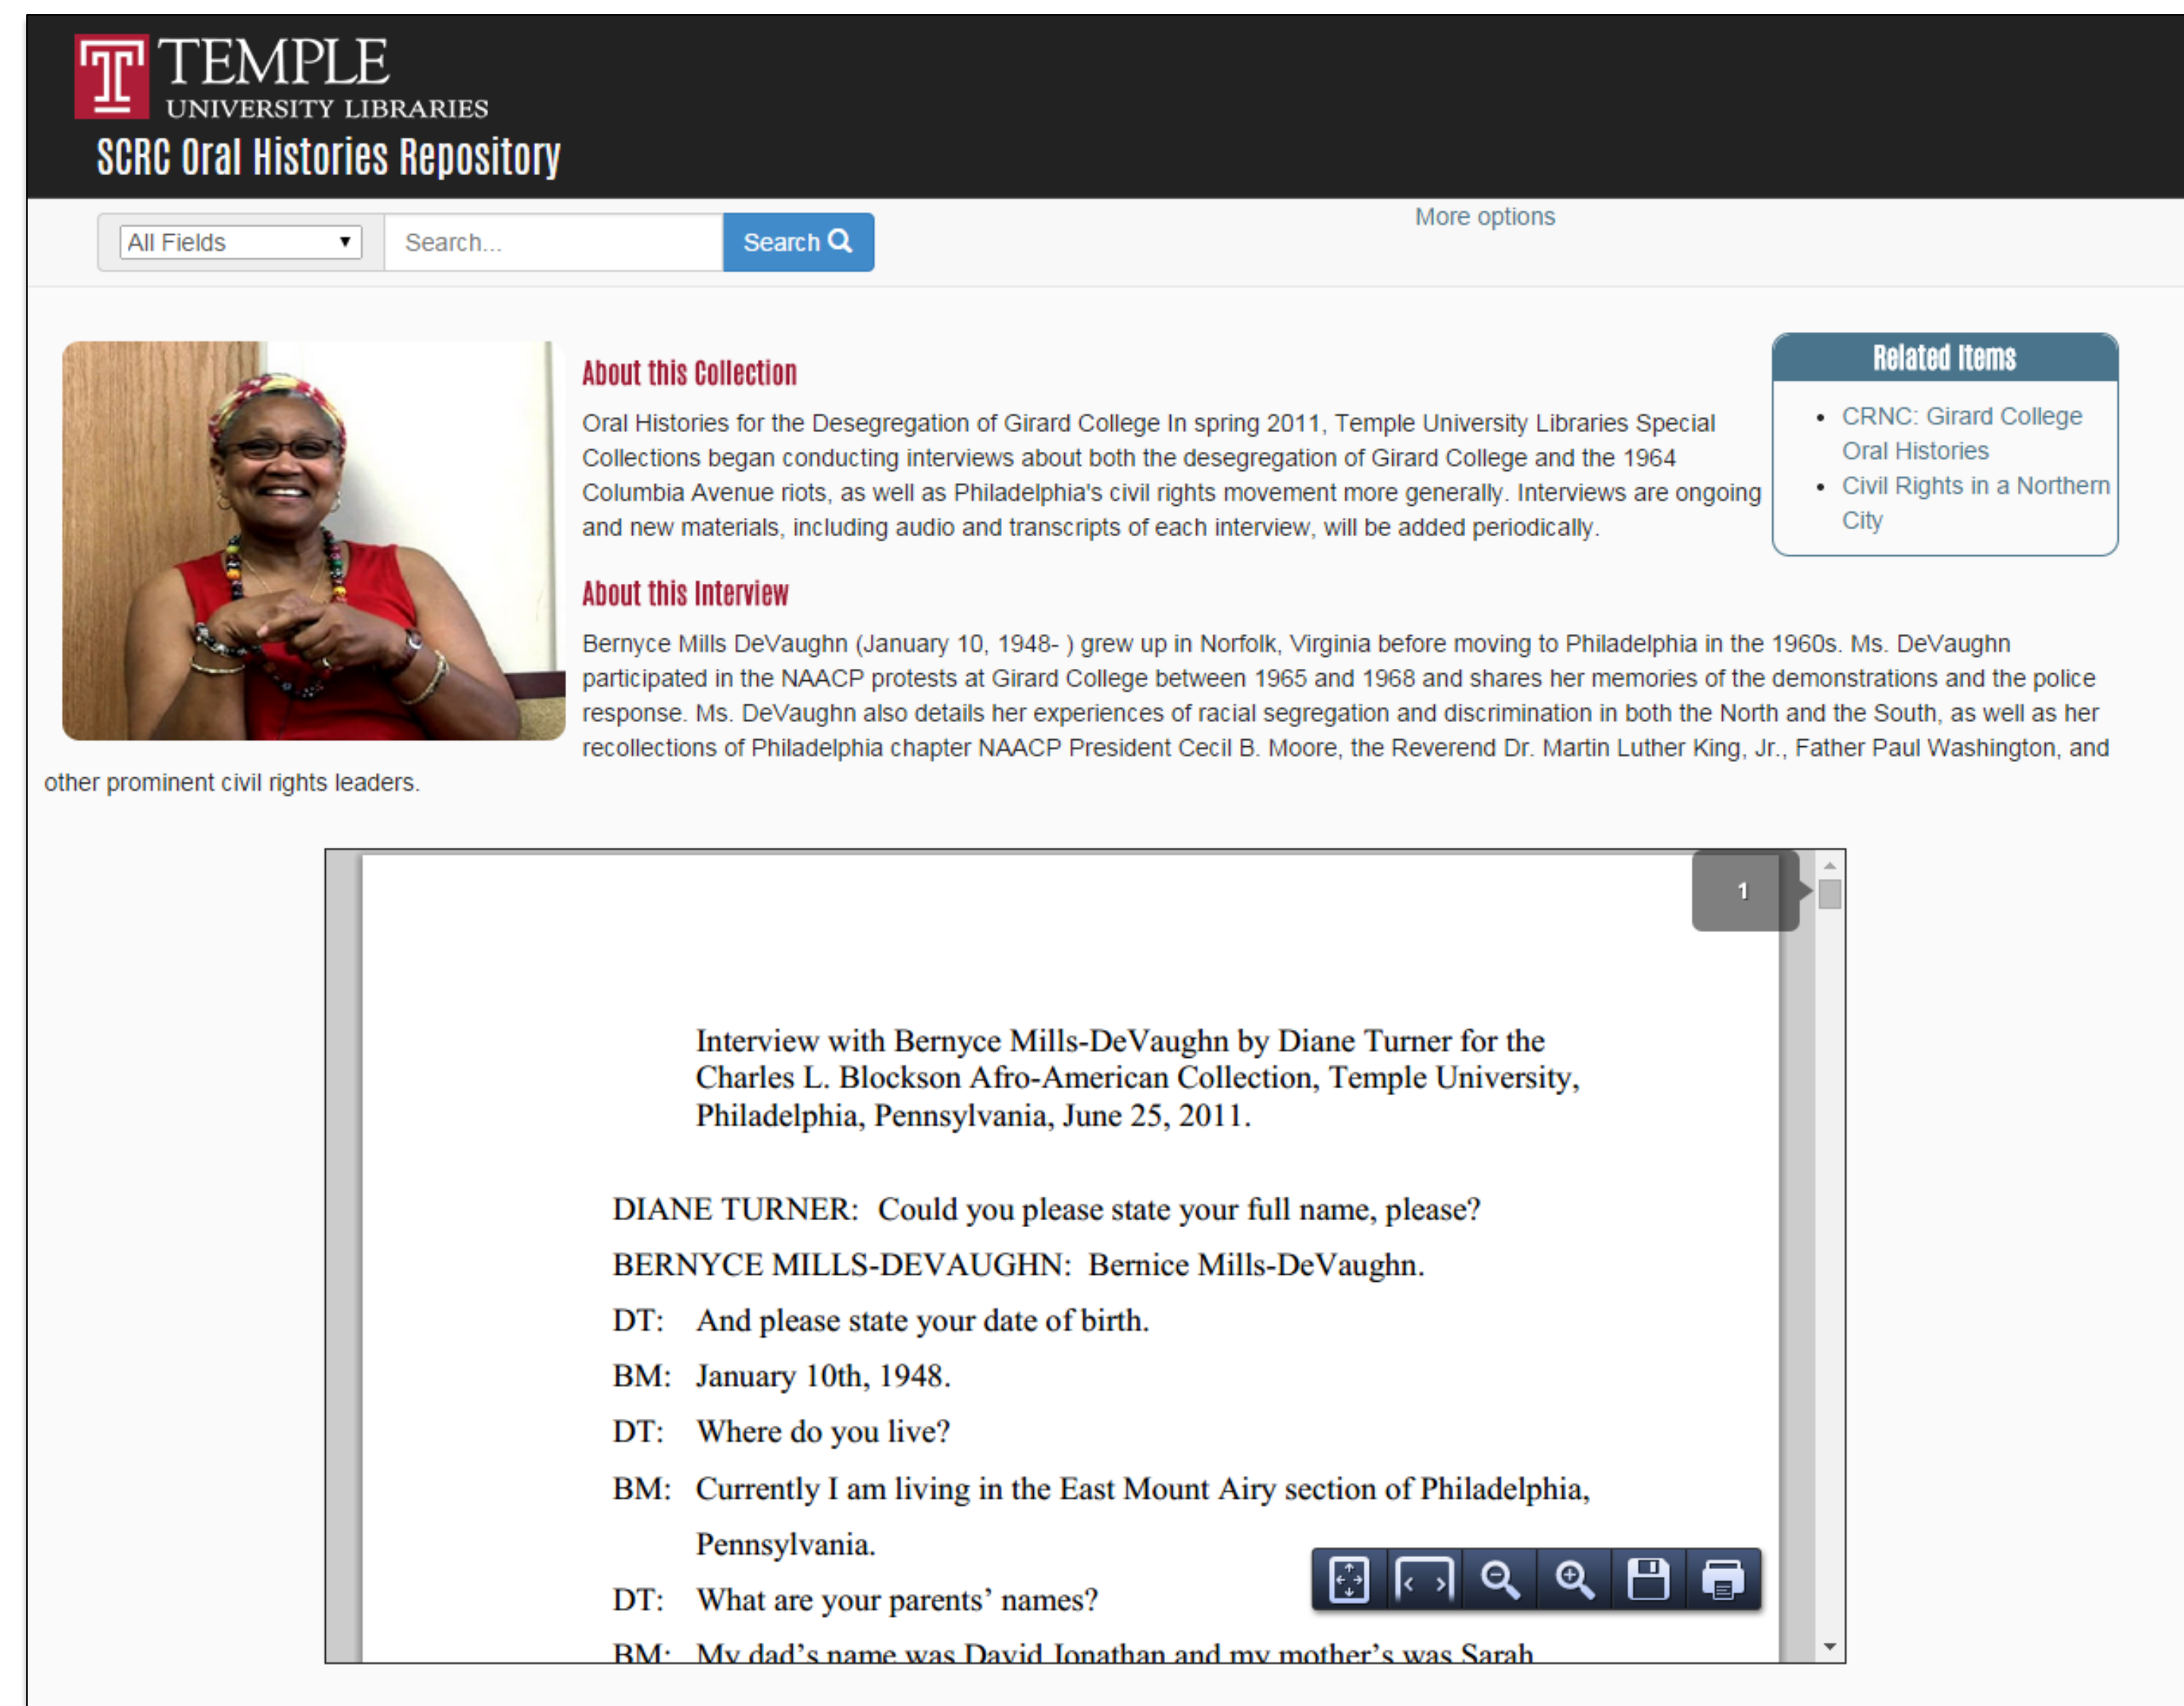 TEMPLE
UNIVERSITY LIBRARIES
SCRC Oral Histories Repository
All Fields
Search...
Search
More options
About this Collection
Oral Histories for the Desegregation of Girard College In spring 2011, Temple University Libraries Special
Collections began conducting interviews about both the desegregation of Girard College and the 1964
Columbia Avenue riots, as well as Philadelphia's civil rights movement more generally. Interviews are ongoing
and new materials, including audio and transcripts of each interview, will be added periodically.
Related Items
• CRNC: Girard College
Oral Histories
• Civil Rights in a Northern
City
About this Interview
Bernyce Mills DeVaughn (January 10, 1948- ) grew up in Norfolk, Virginia before moving to Philadelphia in the 1960s. Ms. DeVaughn
participated in the NAACP protests at Girard College between 1965 and 1968 and shares her memories of the demonstrations and the police
response. Ms. DeVaughn also details her experiences of racial segregation and discrimination in both the North and the South, as well as her
recollections of Philadelphia chapter NAACP President Cecil B. Moore, the Reverend Dr. Martin Luther King, Jr., Father Paul Washington, and
other prominent civil rights leaders.
1
Interview with Bernyce Mills-DeVaughn by Diane Turner for the
Charles L. Blockson Afro-American Collection, Temple University,
Philadelphia, Pennsylvania, June 25, 2011.
DIANE TURNER: Could you please state your full name, please?
BERNYCE MILLS-DEVAUGHN: Bernice Mills-DeVaughn.
DT: And please state your date of birth.
BM: January 10th, 1948.
DT: Where do you live?
BM: Currently I am living in the East Mount Airy section of Philadelphia,
Pennsylvania.
DT: What are your parents’ names?
BM: My dad’s name was David Jonathan and my mother’s was Sarah